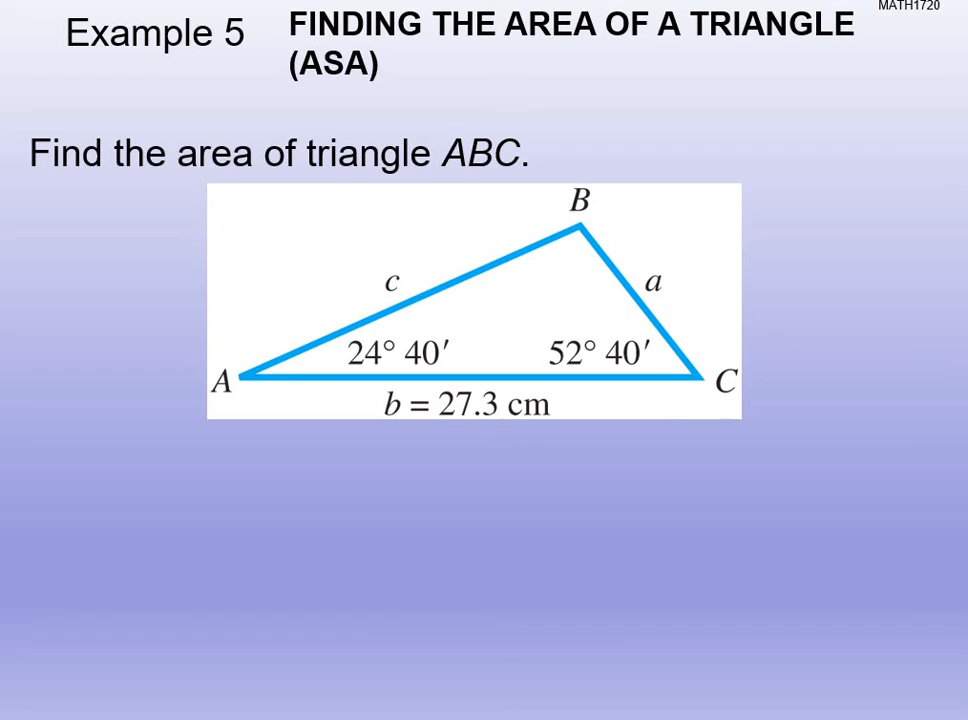 MATH1720
Example 5
FINDING THE AREA OF A TRIANGLE
(ASA)
Find the area of triangle ABC.
B
c
a
24° 40′
52° 40′
A
C
b = 27.3 cm